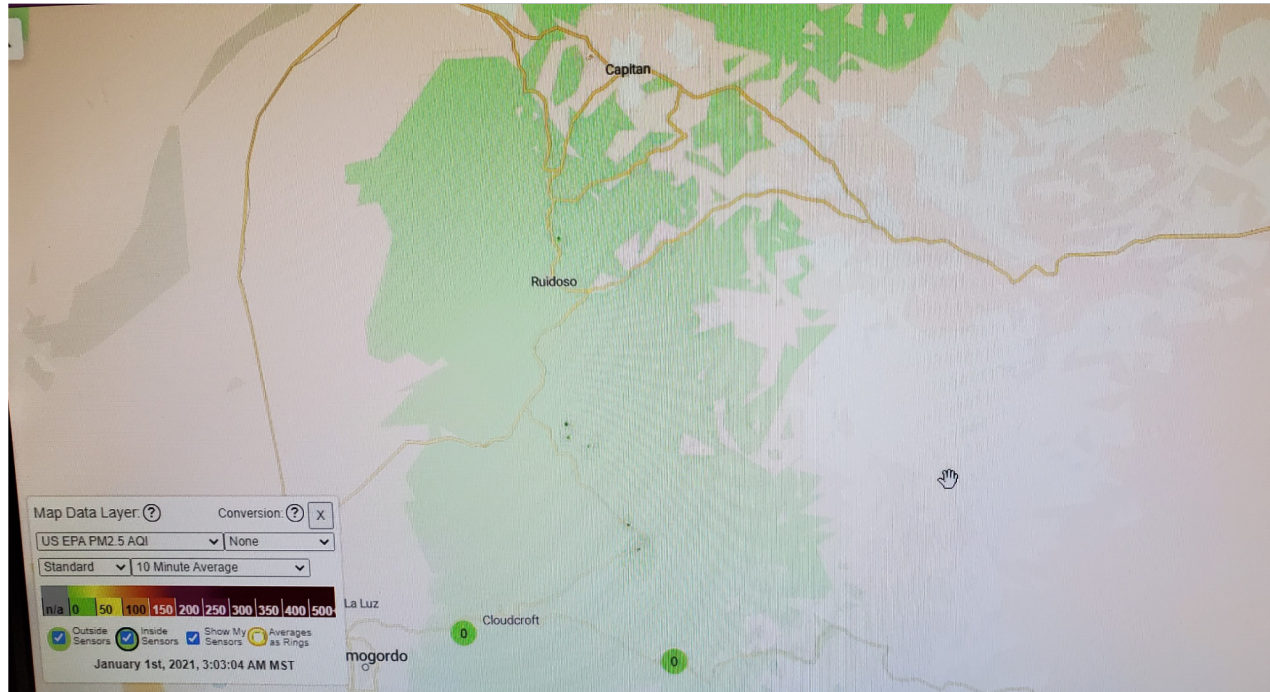 Capitan
Ruidoso
Map Data Layer: ? Conversion: ? X
US EPA PM2.5 AQI None
Standard 10 Minute Average
n/a 0 50 100 150 200 250 300 350 400 500+
Outside Sensors Inside Sensors Show My Sensors Averages as Rings
January 1st, 2021, 3:03:04 AM MST
La Luz
Cloudcroft
0
mogordo
0